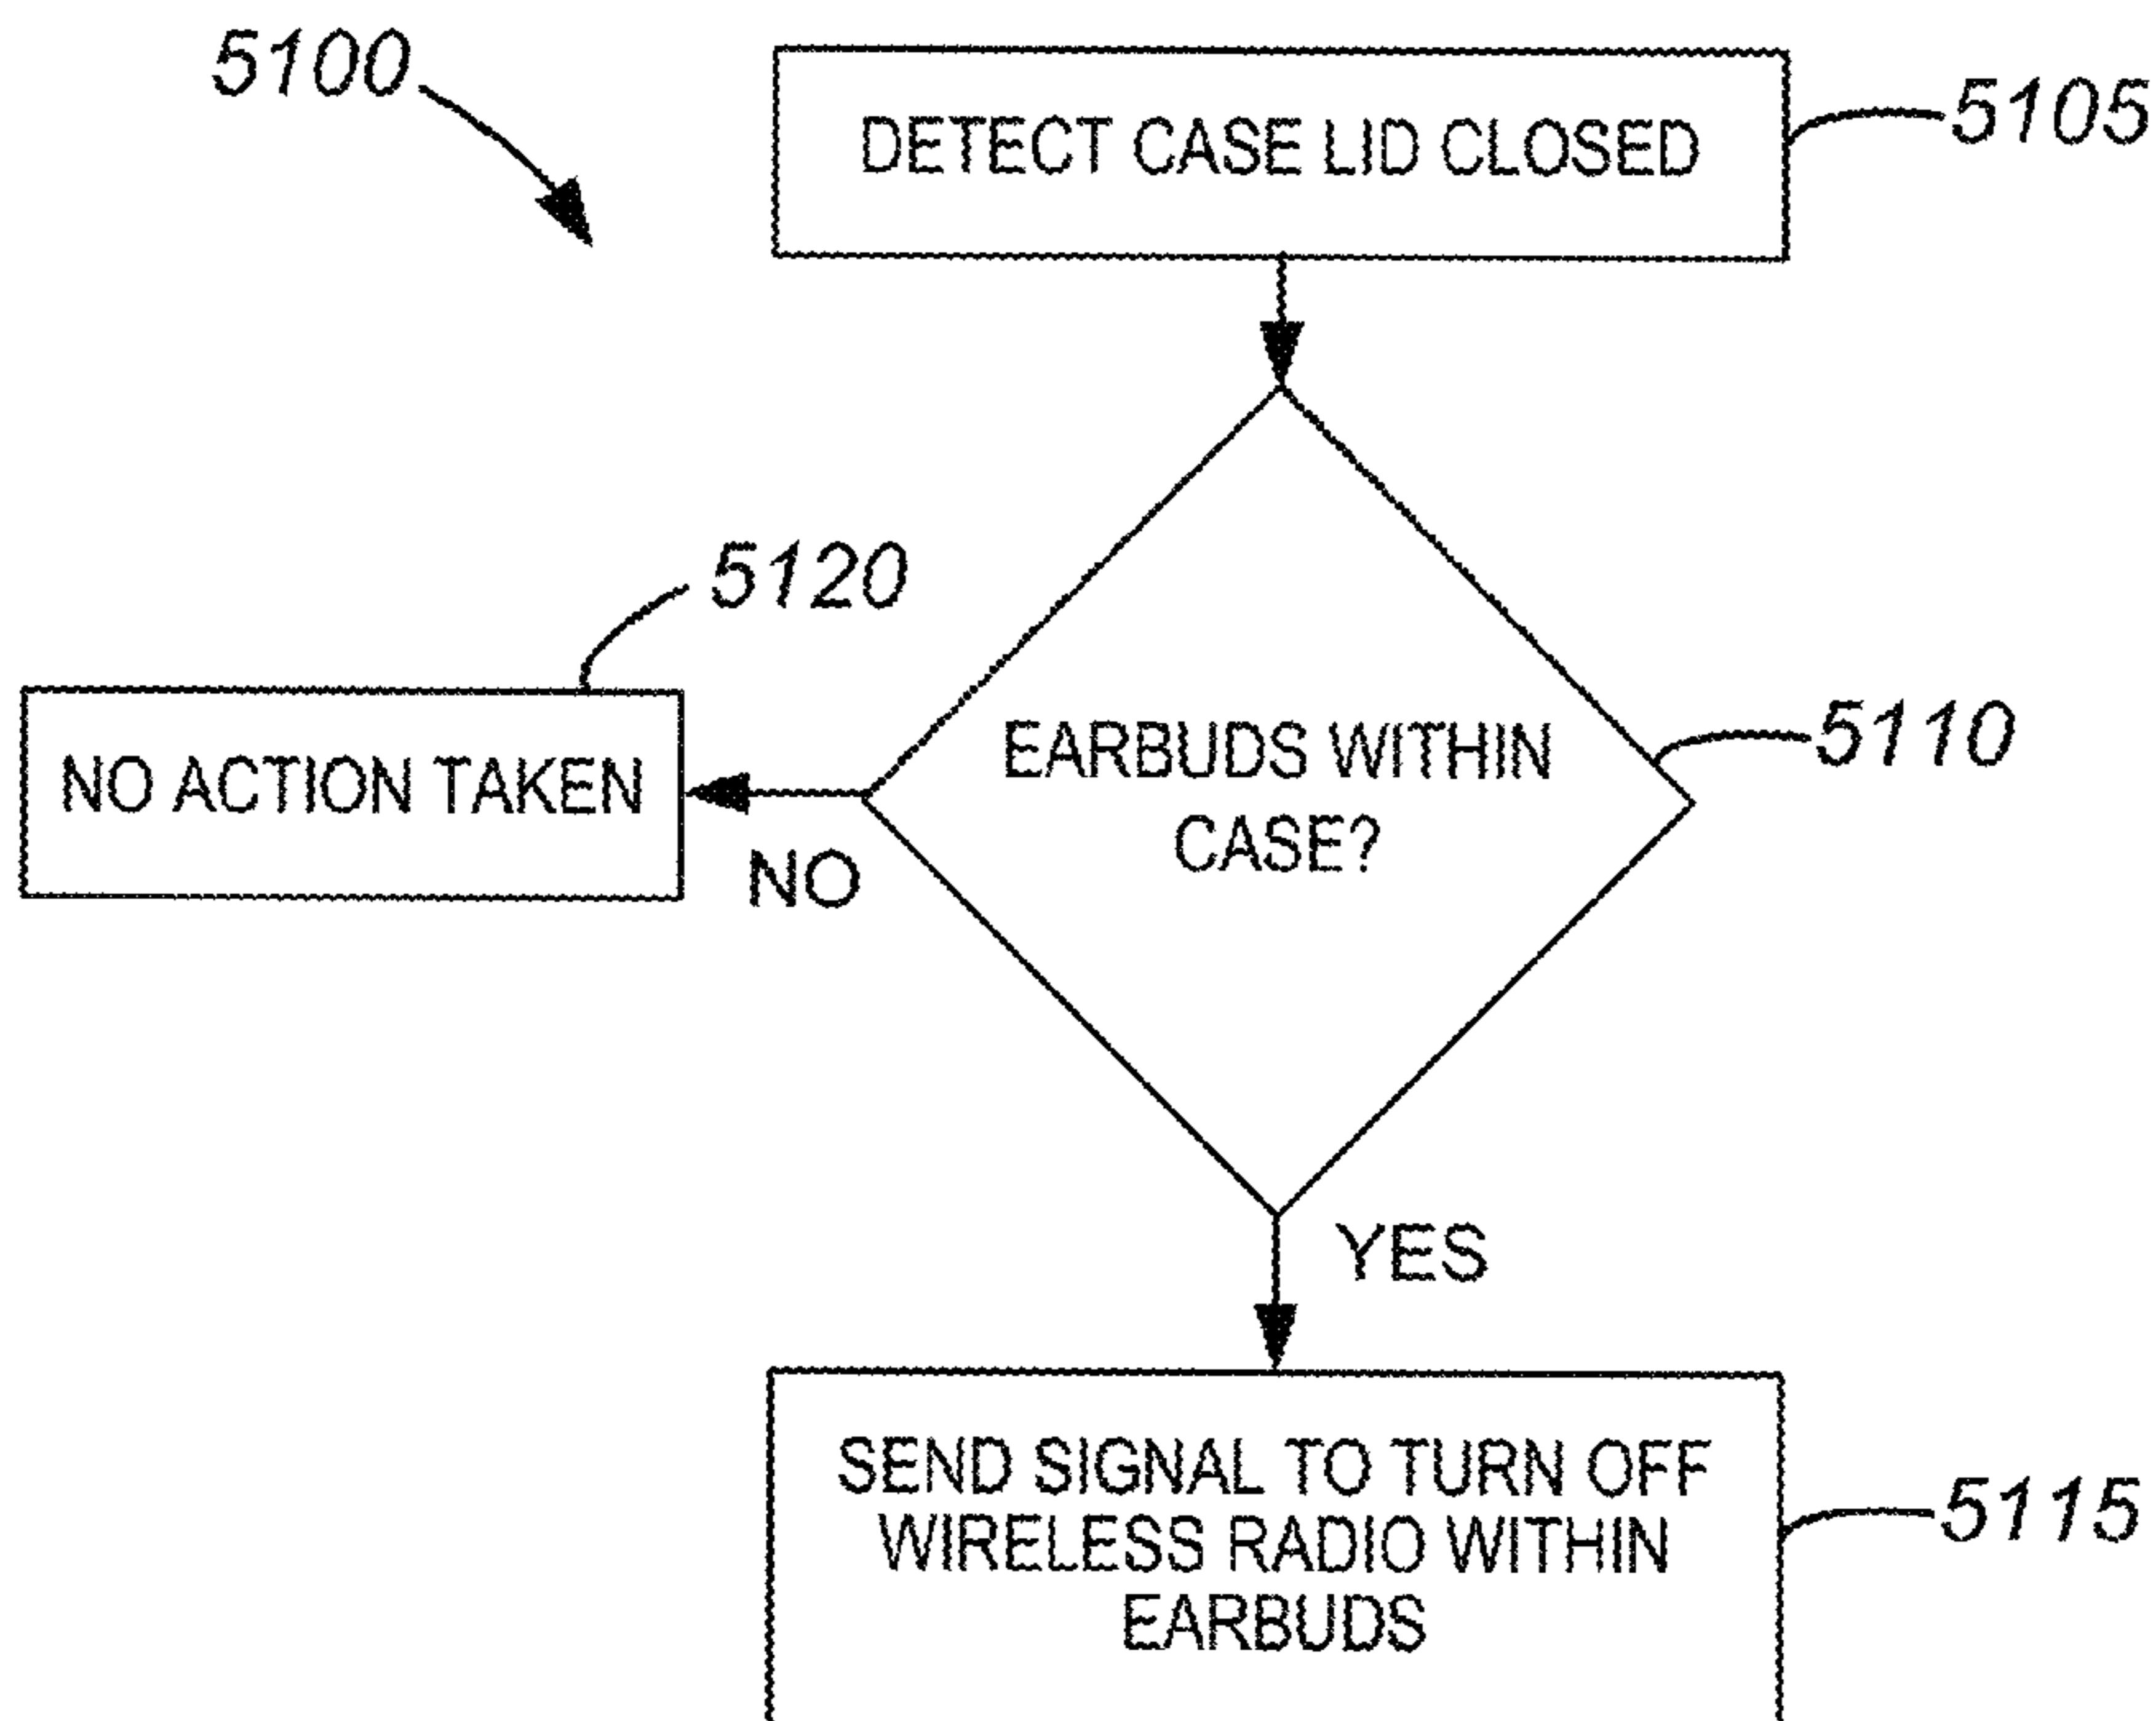 5100
DETECT CASE LID CLOSED
5105
5120
NO ACTION TAKEN
NO
EARBUDS WITHIN
CASE?
5110
YES
SEND SIGNAL TO TURN OFF
WIRELESS RADIO WITHIN
EARBUDS
5115